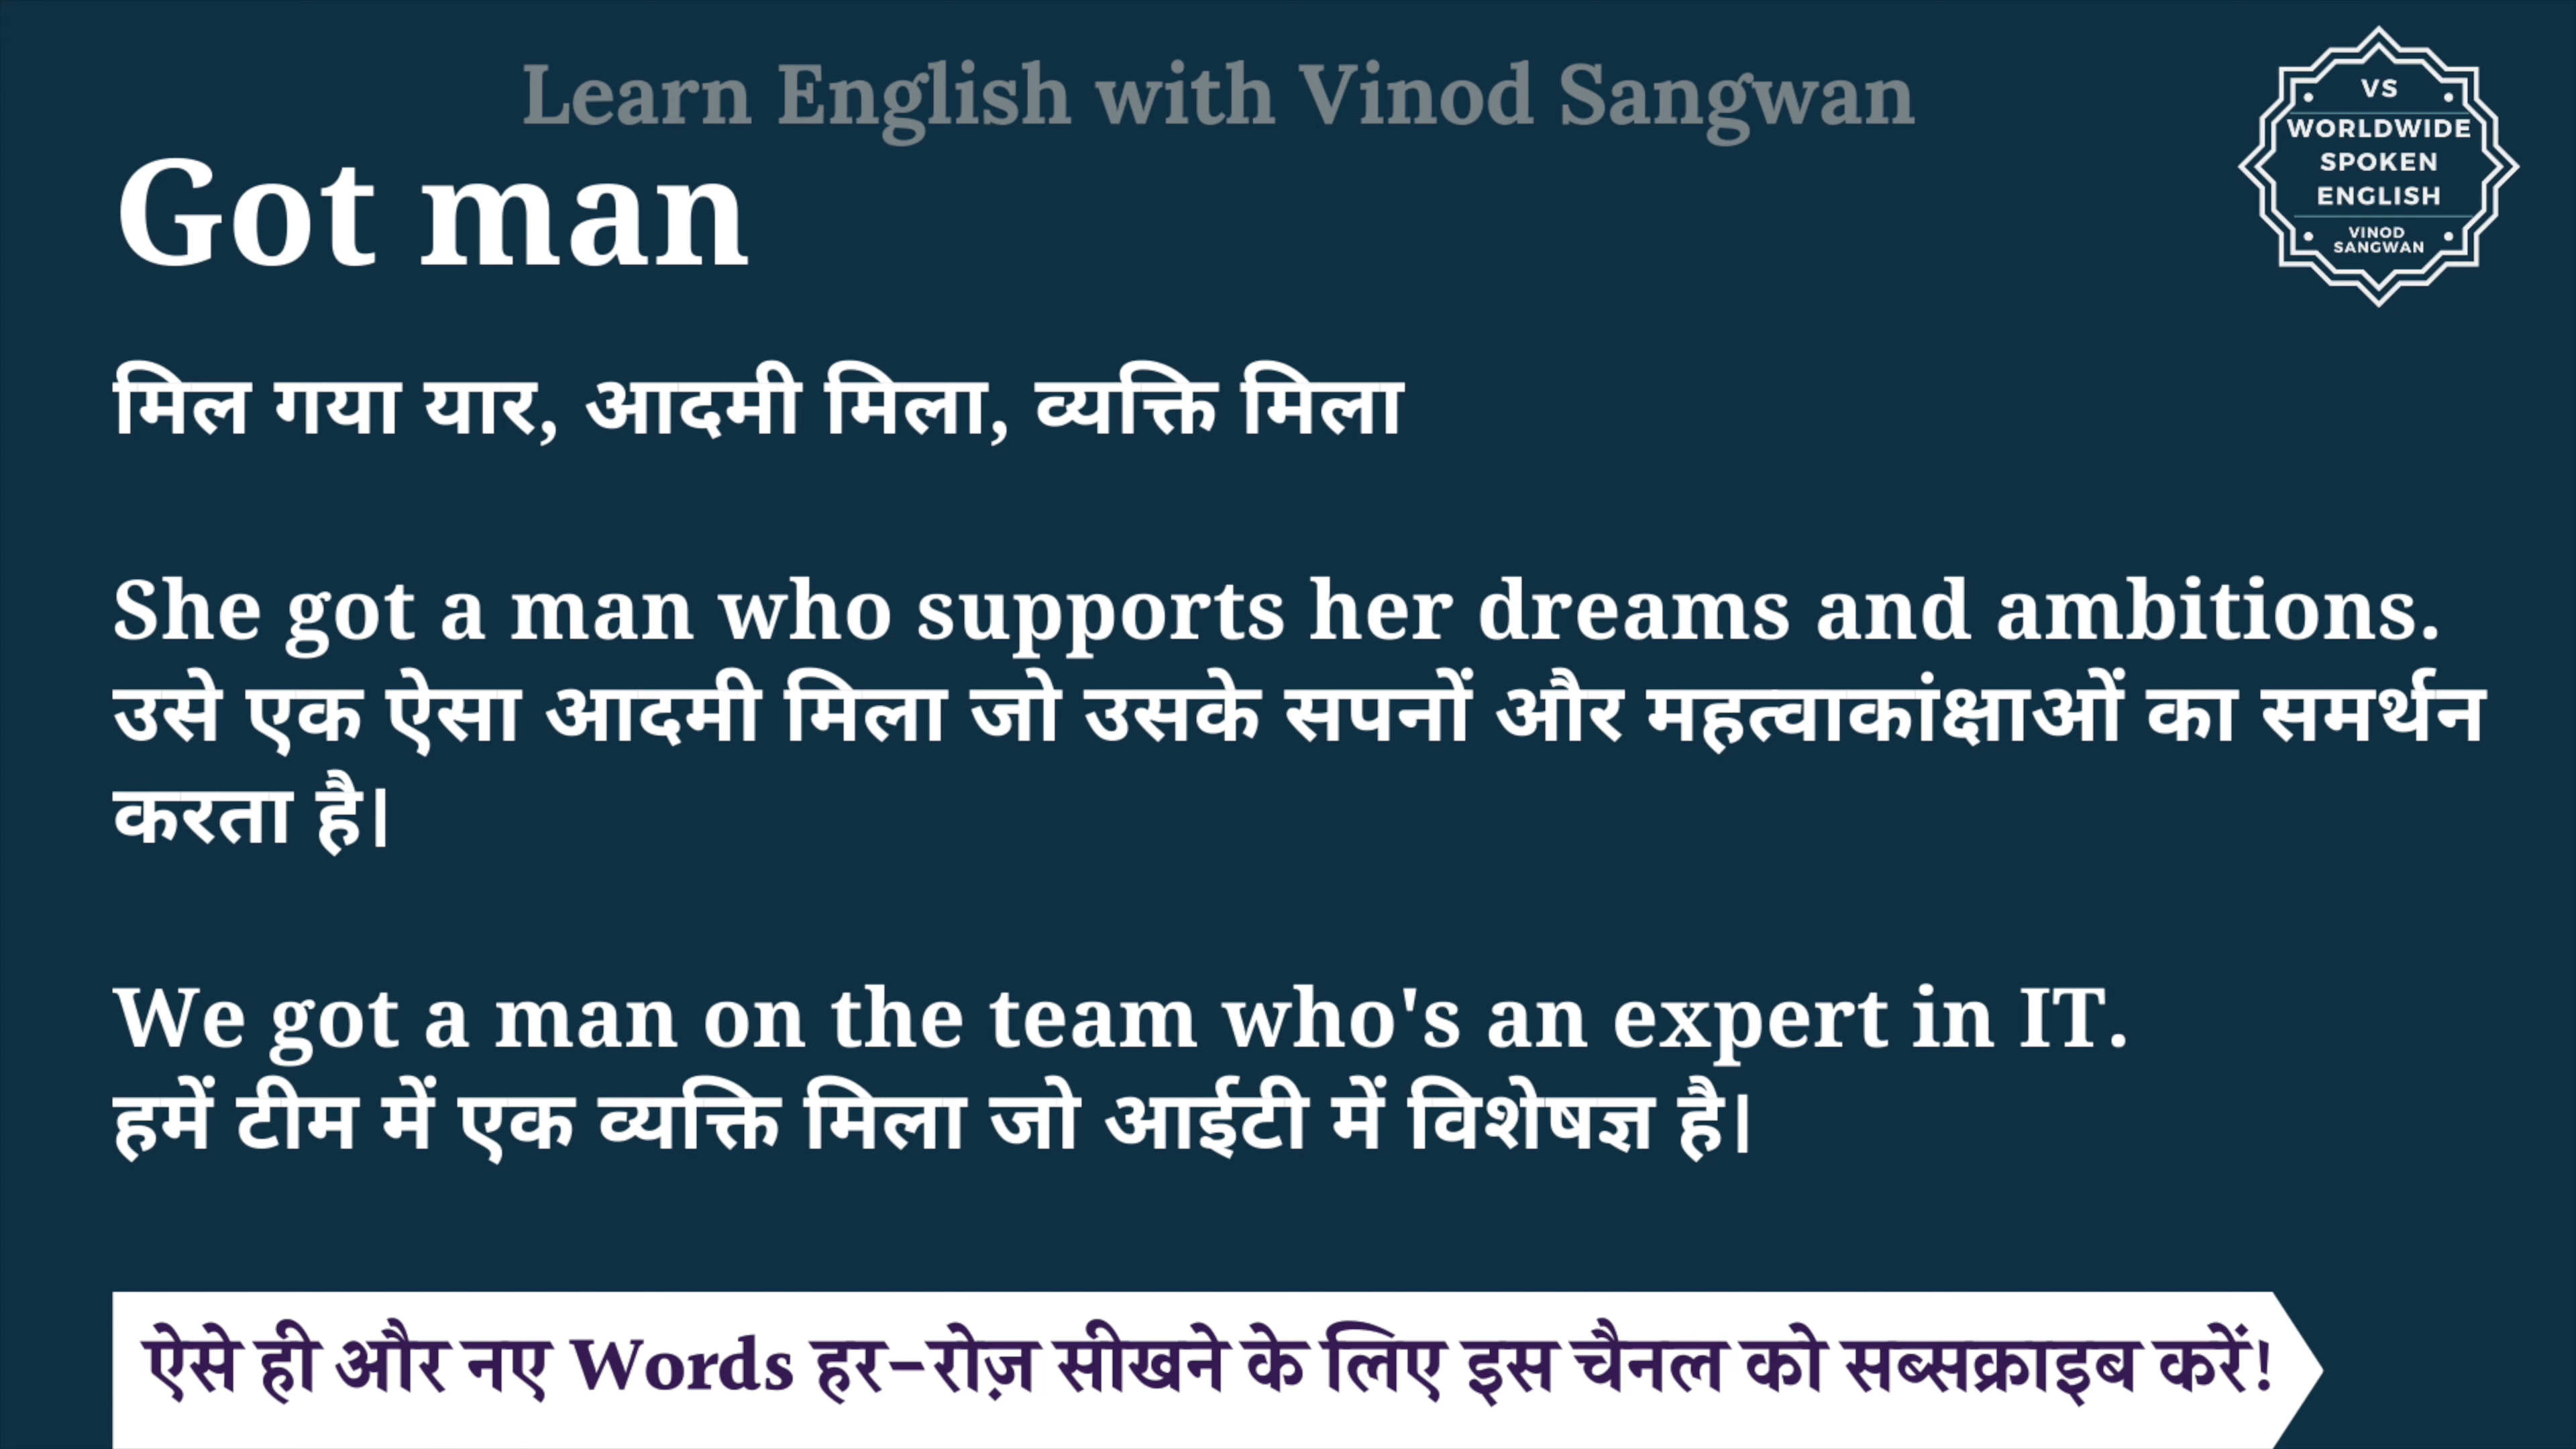 Learn English with Vinod Sangwan
VS
WORLDWIDE
SPOKEN
ENGLISH
VINOD
SANGWAN
Got man
मिल गया यार, आदमी मिला, व्यक्ति मिला
She got a man who supports her dreams and ambitions.
उसे एक ऐसा आदमी मिला जो उसके सपनों और महत्वाकांक्षाओं का समर्थन
करता है।
We got a man on the team who's an expert in IT.
हमें टीम में एक व्यक्ति मिला जो आईटी में विशेषज्ञ है।
ऐसे ही और नए Words हर-रोज़ सीखने के लिए इस चैनल को सब्सक्राइब करें!